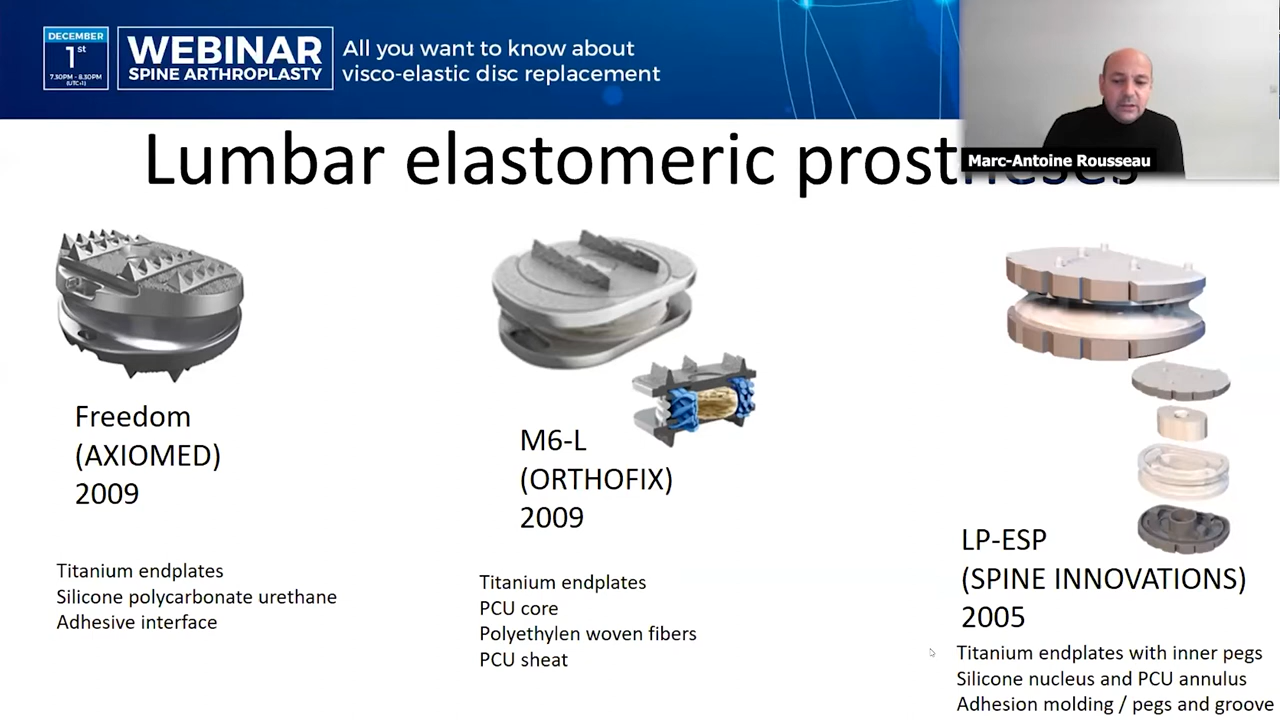 DECEMBER
1st
7.30PM - 8.30PM
(UTC+1)
WEBINAR
SPINE ARTHROPLASTY
All you want to know about
visco-elastic disc replacement
Marc-Antoine Rousseau
Lumbar elastomeric prostheses
Freedom
(AXIOMED)
2009
Titanium endplates
Silicone polycarbonate urethane
Adhesive interface
M6-L
(ORTHOFIX)
2009
Titanium endplates
PCU core
Polyethylen woven fibers
PCU sheat
LP-ESP
(SPINE INNOVATIONS)
2005
Titanium endplates with inner pegs
Silicone nucleus and PCU annulus
Adhesion molding / pegs and groove